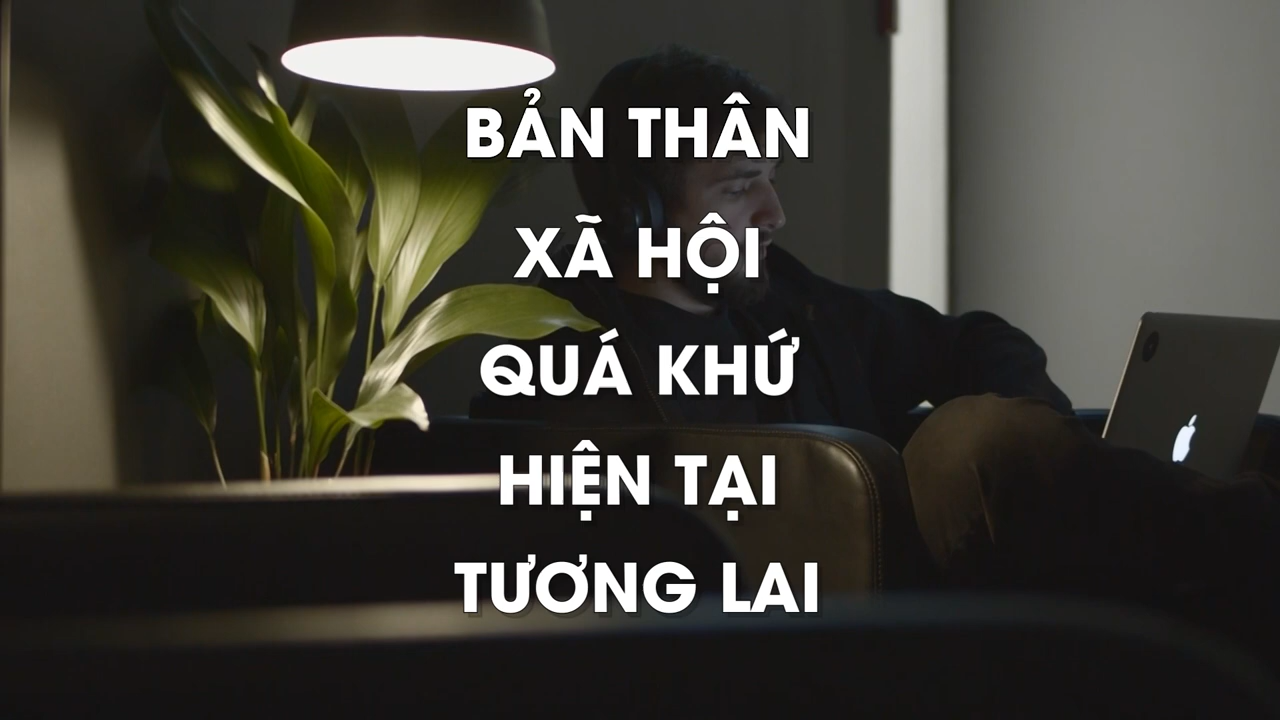 BẢN THÂN
XÃ HỘI
QUÁ KHỨ
HIỆN TẠI
TƯƠNG LAI